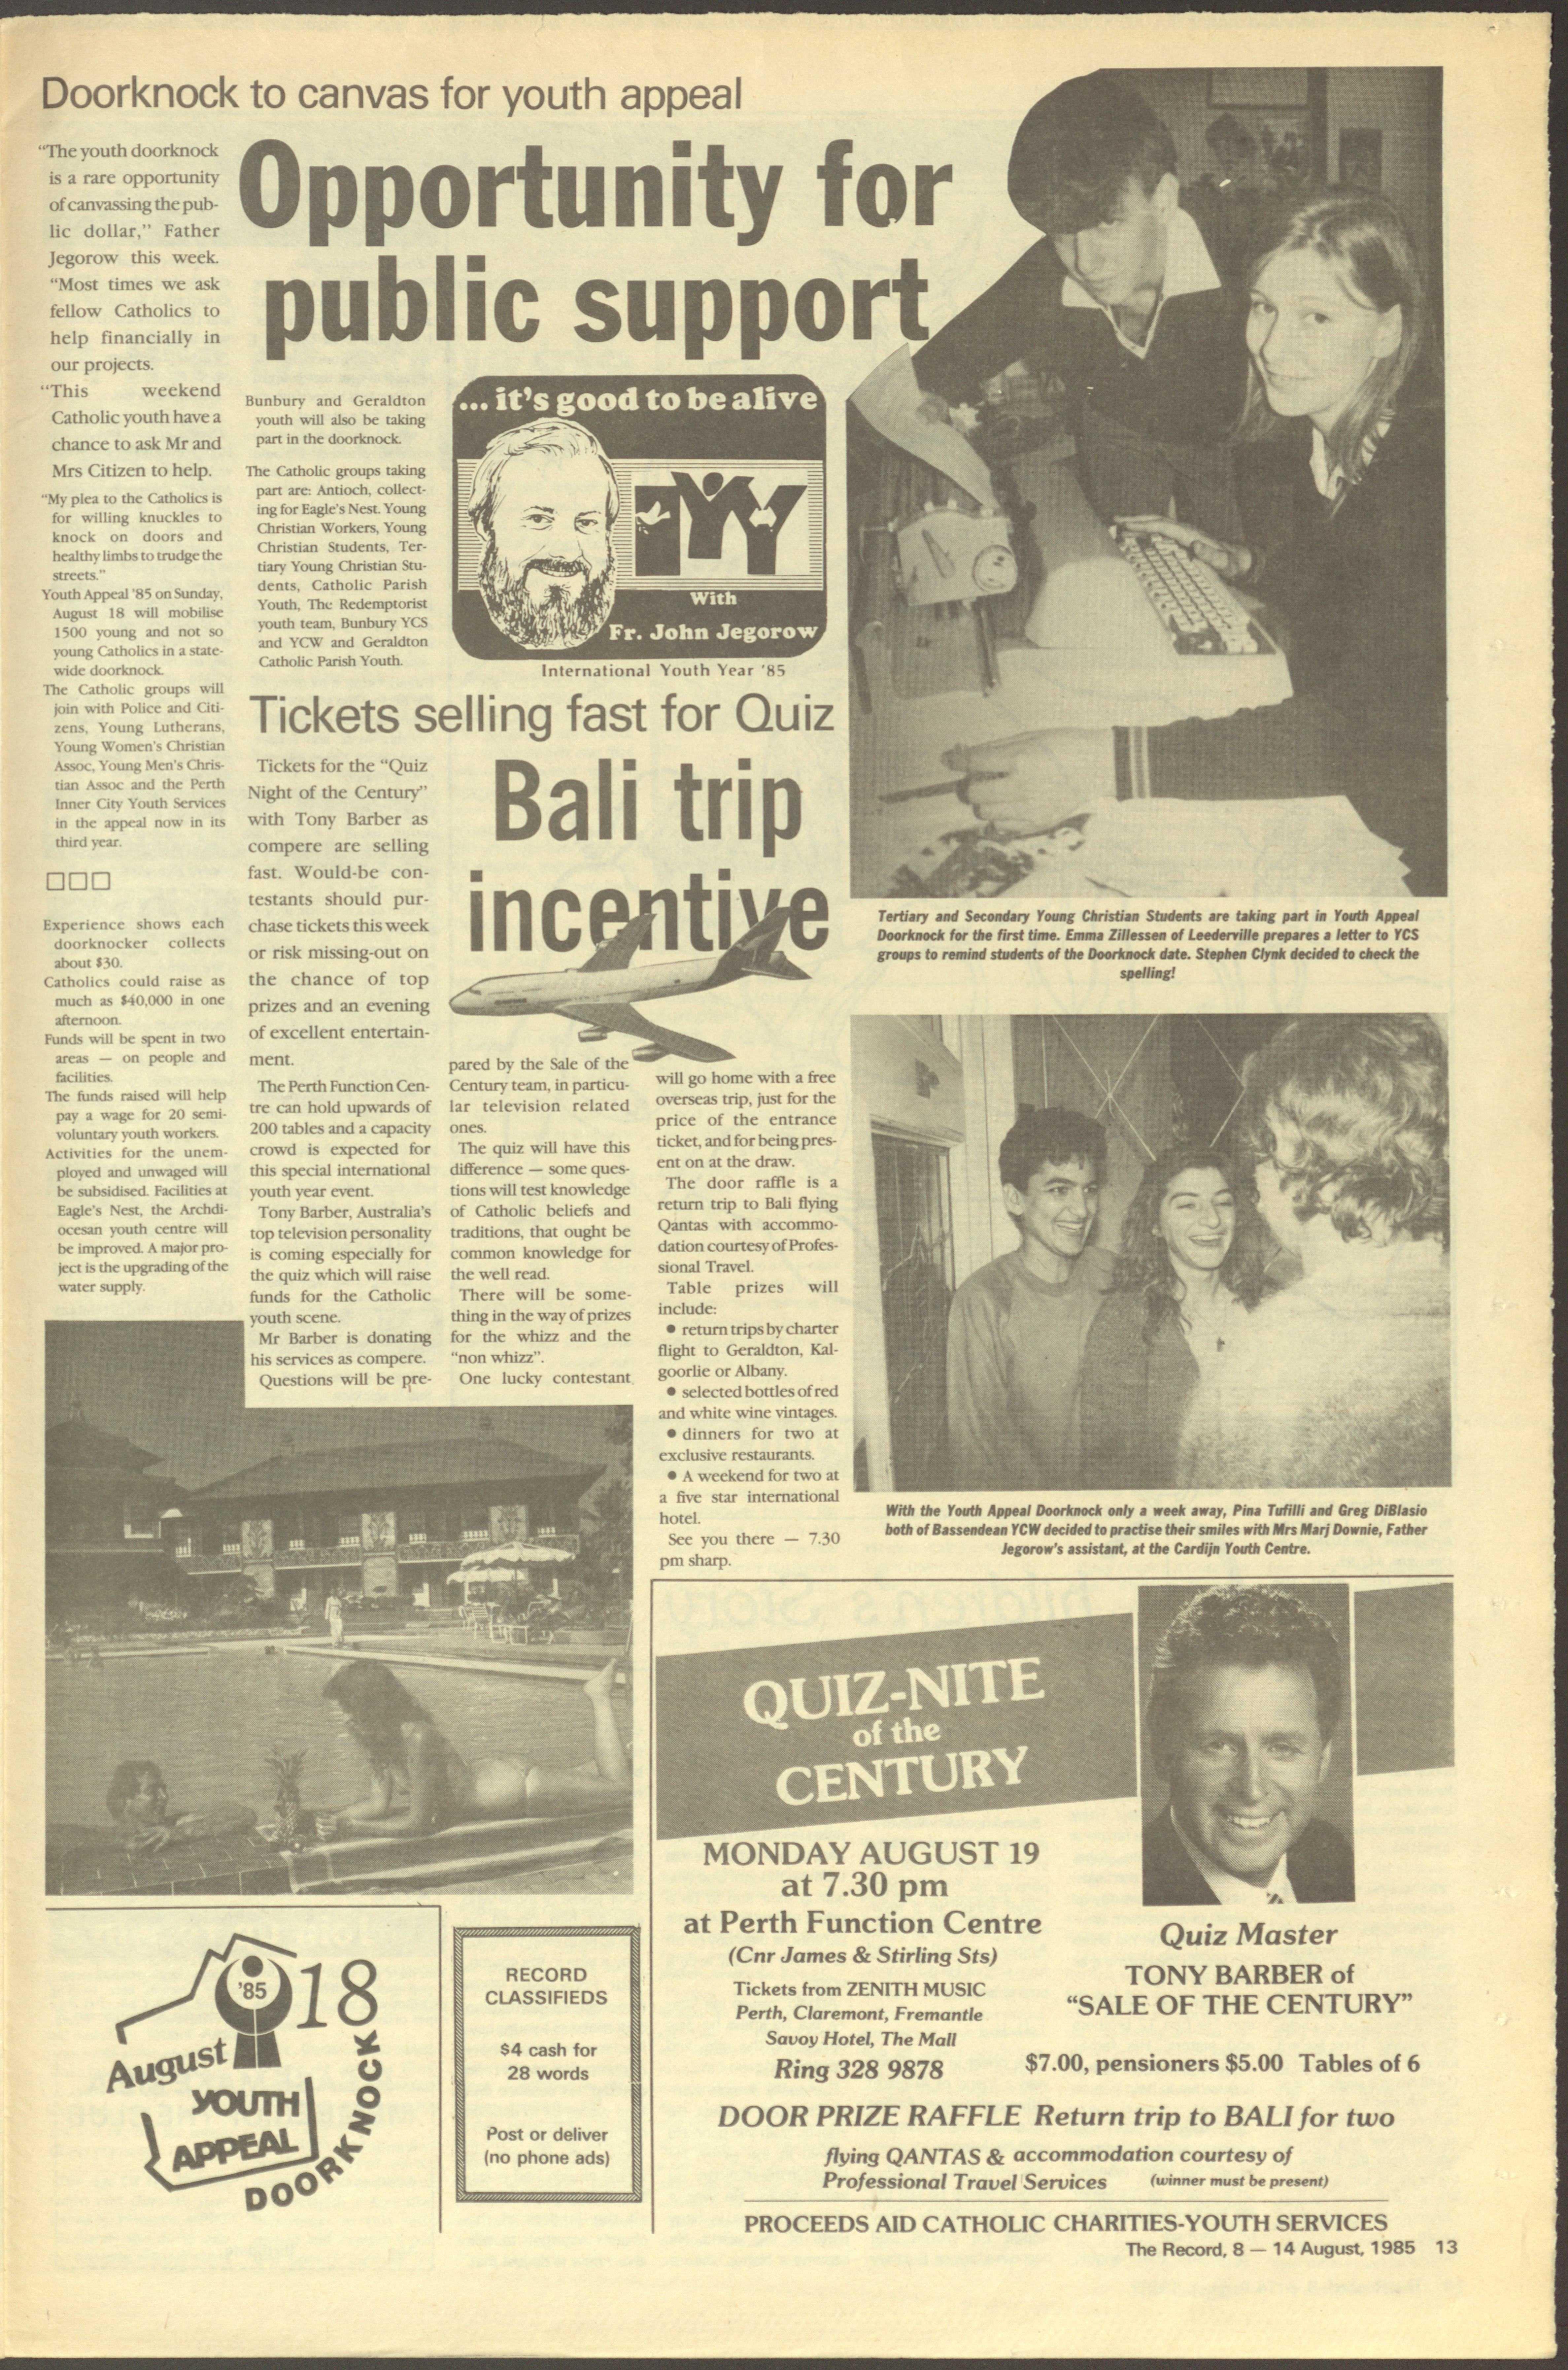 Doorknock to canvas for youth appeal
Opportunity for
public support
“The youth doorknock
is a rare opportunity
of canvassing the pub-
lic dollar,” Father
Jegorow this week.
“Most times we ask
fellow Catholics to
help financially in
our projects.
“This weekend
Catholic youth have a
chance to ask Mr and
Mrs Citizen to help.
“My plea to the Catholics is
for willing knuckles to
knock on doors and
healthy limbs to trudge the
streets.”
Youth Appeal '85 on Sunday,
August 18 will mobilise
1500 young and not so
young Catholics in a state-
wide doorknock.
The Catholic groups will
join with Police and Citi-
zens, Young Lutherans,
Young Women's Christian
Assoc, Young Men's Chris-
tian Assoc and the Perth
Inner City Youth Services
in the appeal now in its
third year.
□□□
Experience shows each
doorknocker collects
about $30.
Catholics could raise as
much as $40,000 in one
afternoon.
Funds will be spent in two
areas — on people and
facilities.
The funds raised will help
pay a wage for 20 semi-
voluntary youth workers.
Activities for the unem-
ployed and unwaged will
be subsidised. Facilities at
Eagle's Nest, the Archdi-
ocesan youth centre will
be improved. A major pro-
ject is the upgrading of the
water supply.
Bunbury and Geraldton
youth will also be taking
part in the doorknock.
The Catholic groups taking
part are: Antioch, collect-
ing for Eagle's Nest. Young
Christian Workers, Young
Christian Students, Ter-
tiary Young Christian Stu-
dents, Catholic Parish
Youth, The Redemptorist
youth team, Bunbury YCS
and YCW and Geraldton
Catholic Parish Youth.
... it's good to be alive
IYY
With
Fr. John Jegorow
International Youth Year '85
Tickets selling fast for Quiz
Bali trip
incentive
Tickets for the “Quiz
Night of the Century”
with Tony Barber as
compere are selling
fast. Would-be con-
testants should pur-
chase tickets this week
or risk missing-out on
the chance of top
prizes and an evening
of excellent entertain-
ment.
The Perth Function Cen-
tre can hold upwards of
200 tables and a capacity
crowd is expected for
this special international
youth year event.
Tony Barber, Australia's
top television personality
is coming especially for
the quiz which will raise
funds for the Catholic
youth scene.
Mr Barber is donating
his services as compere.
Questions will be pre-
pared by the Sale of the
Century team, in particu-
lar television related
ones.
The quiz will have this
difference — some ques-
tions will test knowledge
of Catholic beliefs and
traditions, that ought be
common knowledge for
the well read.
There will be some-
thing in the way of prizes
for the whizz and the
“non whizz”.
One lucky contestant
will go home with a free
overseas trip, just for the
price of the entrance
ticket, and for being pres-
ent on at the draw.
The door raffle is a
return trip to Bali flying
Qantas with accommo-
dation courtesy of Profes-
sional Travel.
Table prizes will
include:
● return trips by charter
flight to Geraldton, Kal-
goorlie or Albany.
● selected bottles of red
and white wine vintages.
● dinners for two at
exclusive restaurants.
● A weekend for two at
a five star international
hotel.
See you there — 7.30
pm sharp.
Tertiary and Secondary Young Christian Students are taking part in Youth Appeal
Doorknock for the first time. Emma Zillessen of Leederville prepares a letter to YCS
groups to remind students of the Doorknock date. Stephen Clynk decided to check the
spelling!
With the Youth Appeal Doorknock only a week away, Pina Tufilli and Greg DiBlasio
both of Bassendean YCW decided to practise their smiles with Mrs Marj Downie, Father
Jegorow's assistant, at the Cardijn Youth Centre.
'85 18
August
YOUTH
APPEAL
DOORKNOCK
RECORD
CLASSIFIEDS
$4 cash for
28 words
Post or deliver
(no phone ads)
QUIZ-NITE
of the
CENTURY
MONDAY AUGUST 19
at 7.30 pm
at Perth Function Centre
(Cnr James & Stirling Sts)
Tickets from ZENITH MUSIC
Perth, Claremont, Fremantle
Savoy Hotel, The Mall
Ring 328 9878
Quiz Master
TONY BARBER of
“SALE OF THE CENTURY”
$7.00, pensioners $5.00 Tables of 6
DOOR PRIZE RAFFLE Return trip to BALI for two
flying QANTAS & accommodation courtesy of
Professional Travel Services (winner must be present)
PROCEEDS AID CATHOLIC CHARITIES-YOUTH SERVICES
The Record, 8 — 14 August, 1985 13